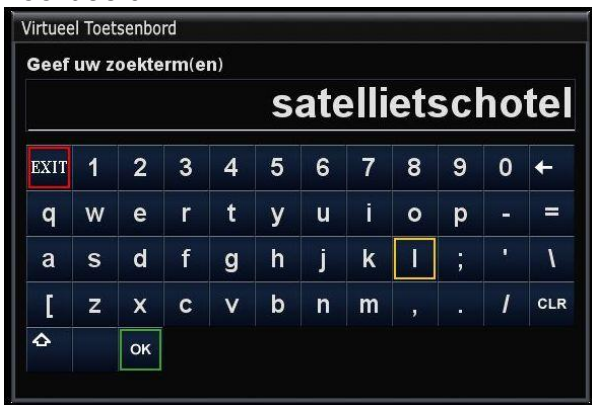 Virtueel Toetsenbord
Geef uw zoekterm(en)
satellietschotel
EXIT 1 2 3 4 5 6 7 8 9 0 ←
q w e r t y u i o p - =
a s d f g h j k l ; ' \
[ z x c v b n m , . / CLR
OK